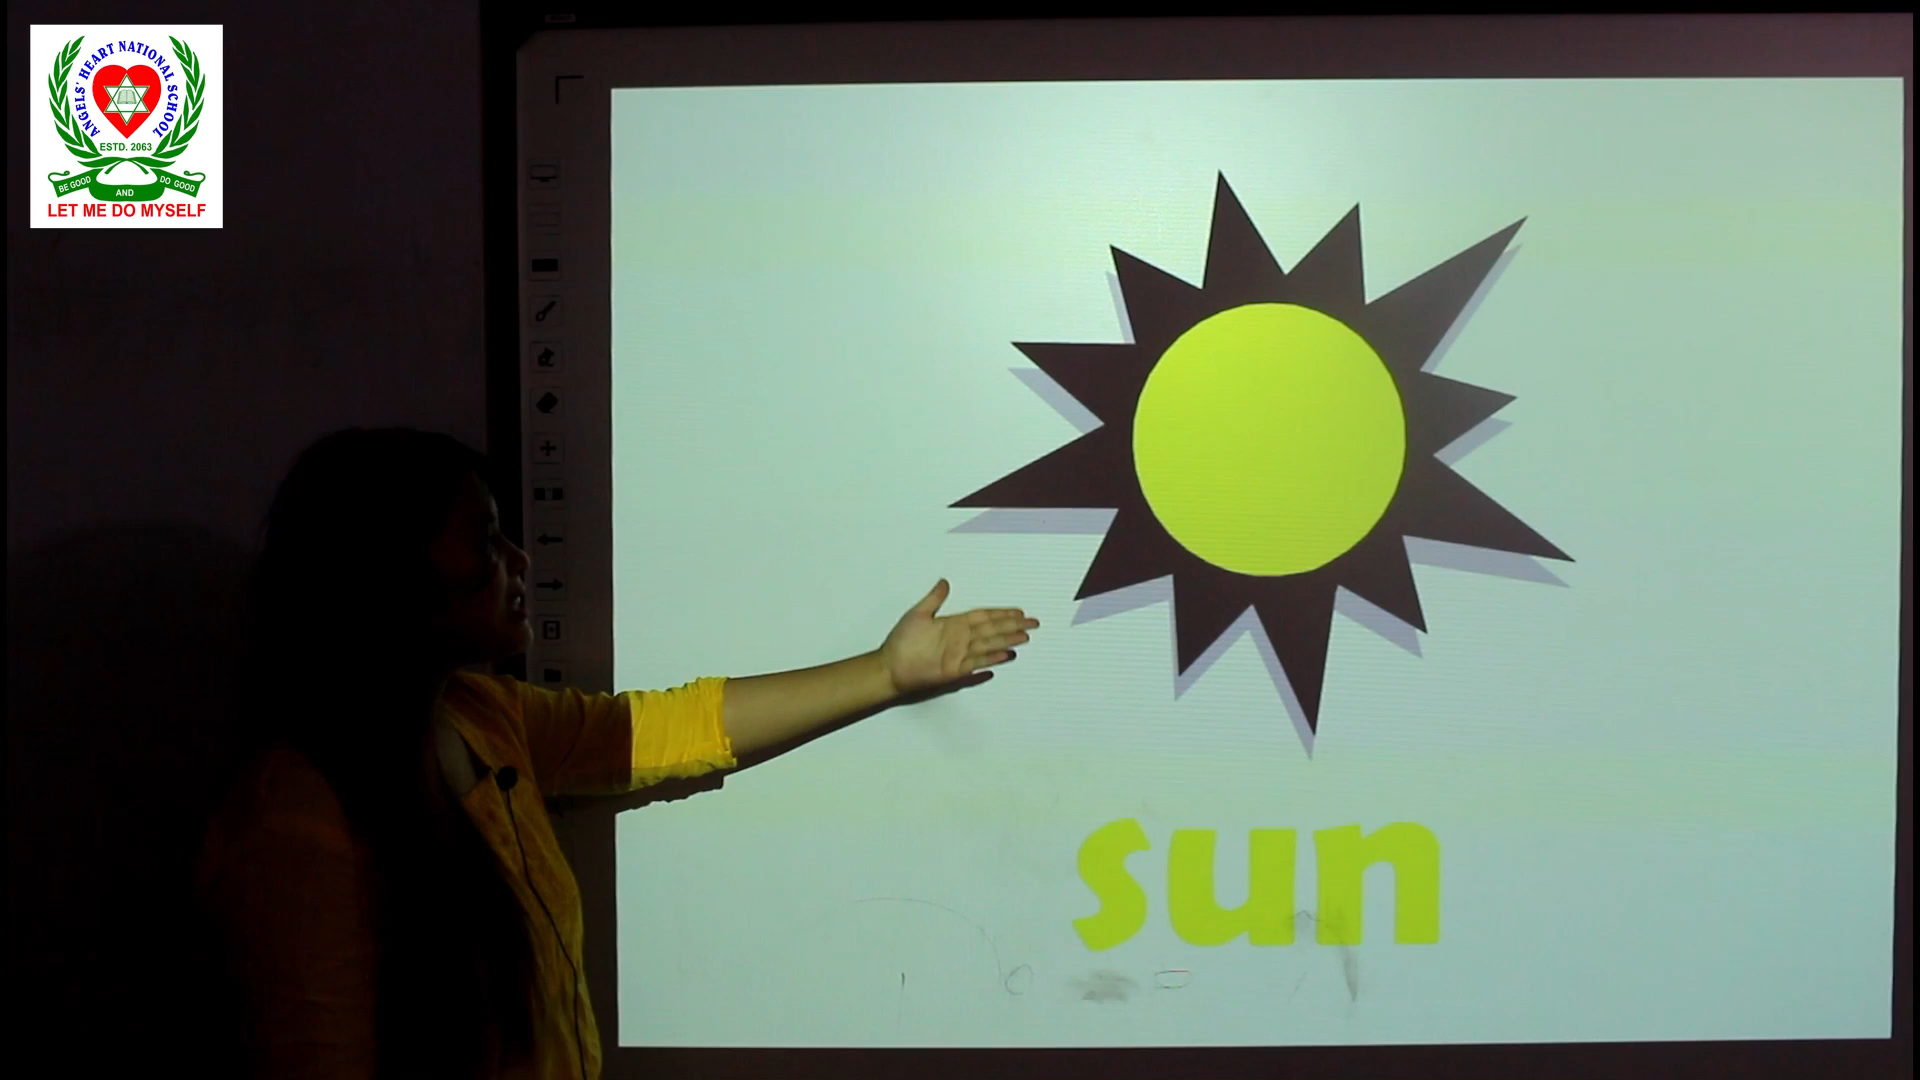 ANGELS' HEART NATIONAL SCHOOL
ESTD. 2063
BE GOOD AND DO GOOD
LET ME DO MYSELF
sun